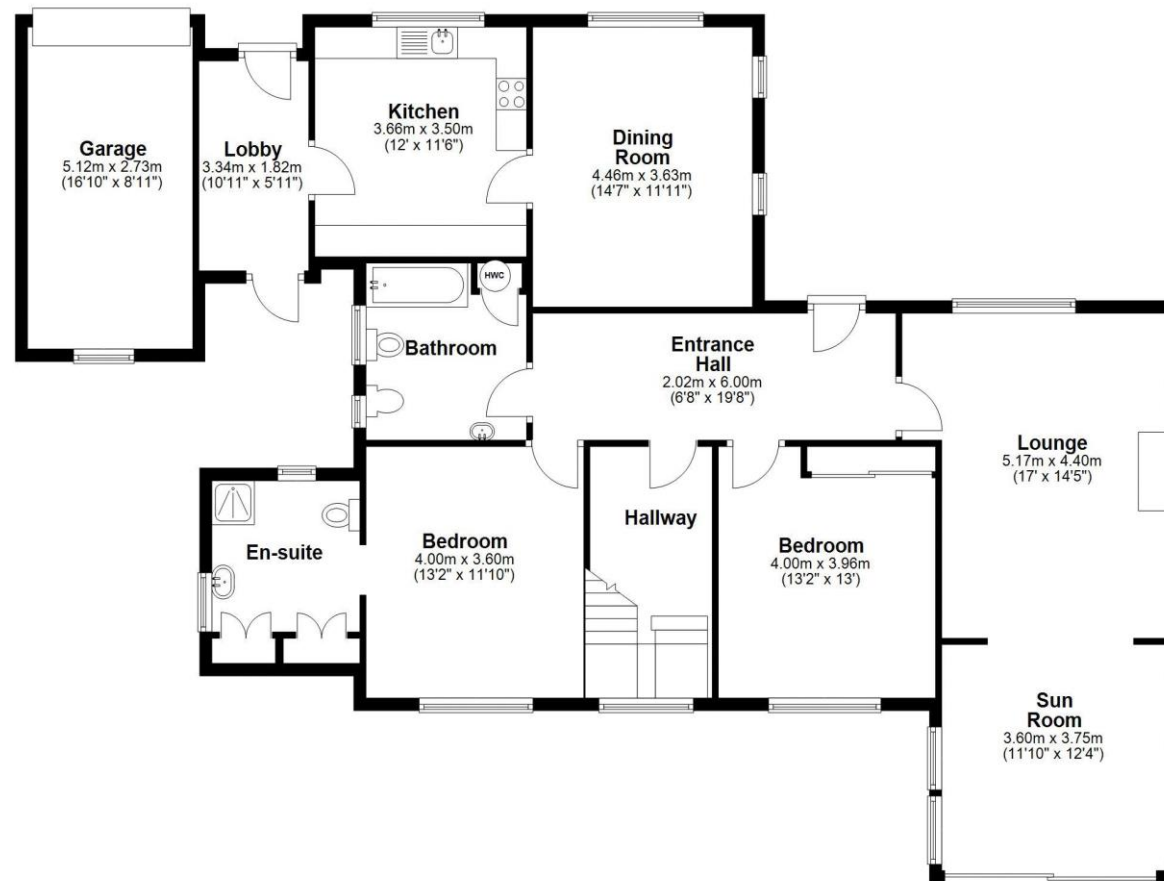 Garage
5.12m x 2.73m
(16'10" x 8'11")
Lobby
3.34m x 1.82m
(10'11" x 5'11")
Kitchen
3.66m x 3.50m
(12' x 11'6")
Dining
Room
4.46m x 3.63m
(14'7" x 11'11")
HWC
Bathroom
Entrance
Hall
2.02m x 6.00m
(6'8" x 19'8")
Lounge
5.17m x 4.40m
(17' x 14'5")
En-suite
Bedroom
4.00m x 3.60m
(13'2" x 11'10")
Hallway
Bedroom
4.00m x 3.96m
(13'2" x 13')
Sun
Room
3.60m x 3.75m
(11'10" x 12'4")